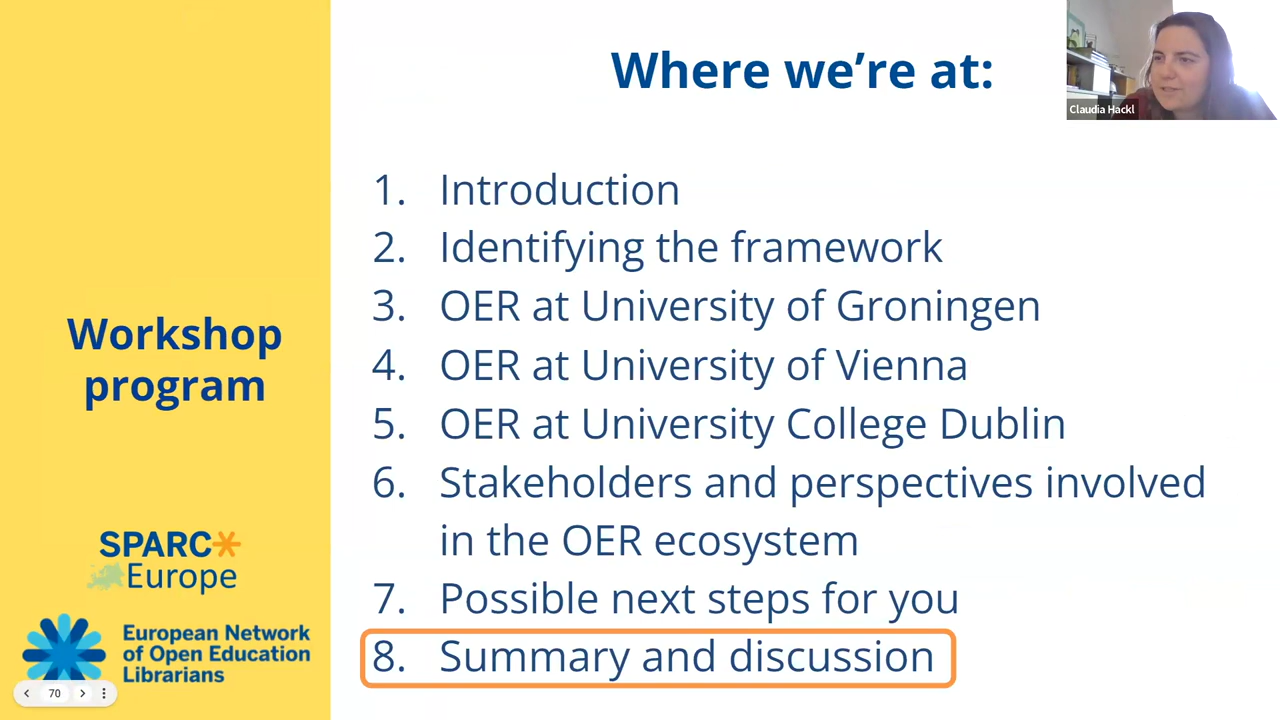 Where we're at:
Claudia Hackl
1. Introduction
2. Identifying the framework
3. OER at University of Groningen
4. OER at University of Vienna
5. OER at University College Dublin
6. Stakeholders and perspectives involved
in the OER ecosystem
7. Possible next steps for you
8. Summary and discussion
Workshop
program
SPARC
Europe
European Network
of Open Education
Librarians
70